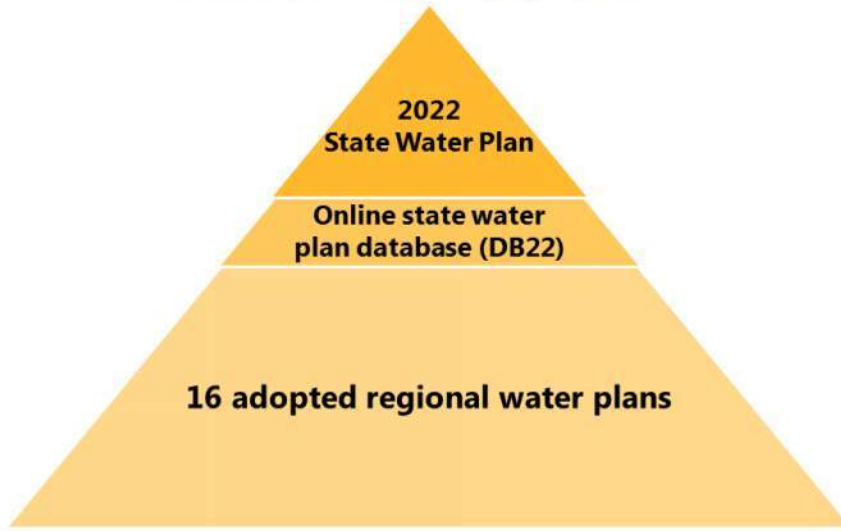 2022
State Water Plan
Online state water
plan database (DB22)
16 adopted regional water plans